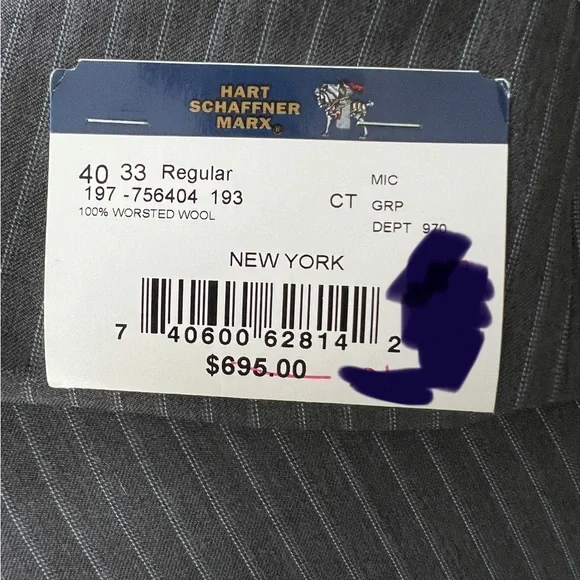 HART
SCHAFFNER
MARX®
40 33 Regular
197 -756404 193
100% WORSTED WOOL
CT
MIC
GRP
DEPT 970
NEW YORK
7 40600 62814 2
$695.00